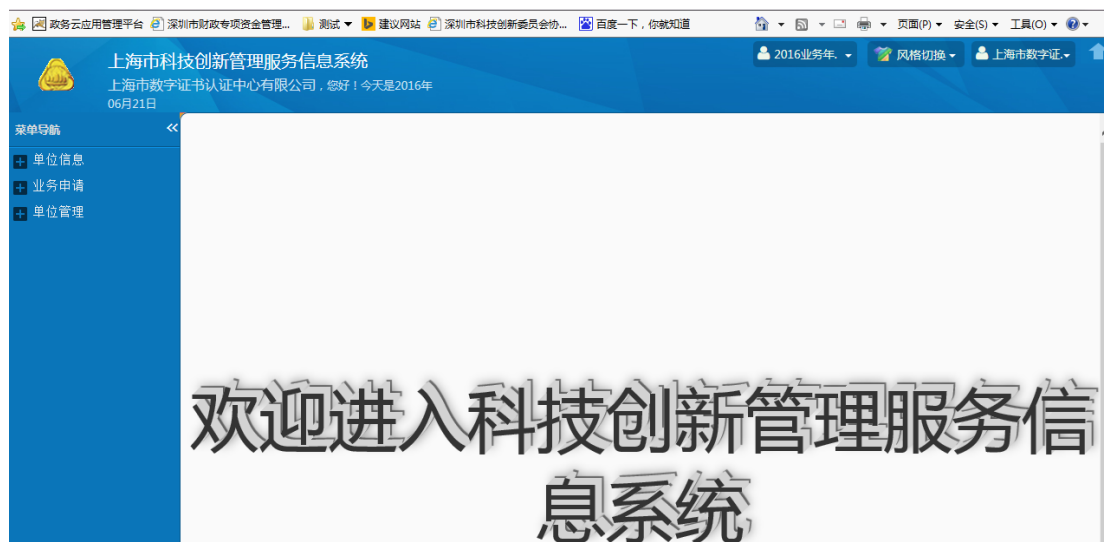 政务云应用管理平台 深圳市财政专项资金管理... 测试 建议网站 深圳市科技创新委员会协... 百度一下，你就知道 页面(P) 安全(S) 工具(O)
上海市科技创新管理服务信息系统
2016业务年. 风格切换 上海市数字证.
上海市数字证书认证中心有限公司，您好！今天是2016年
06月21日
菜单导航
单位信息
业务申请
单位管理
欢迎进入科技创新管理服务信
息系统